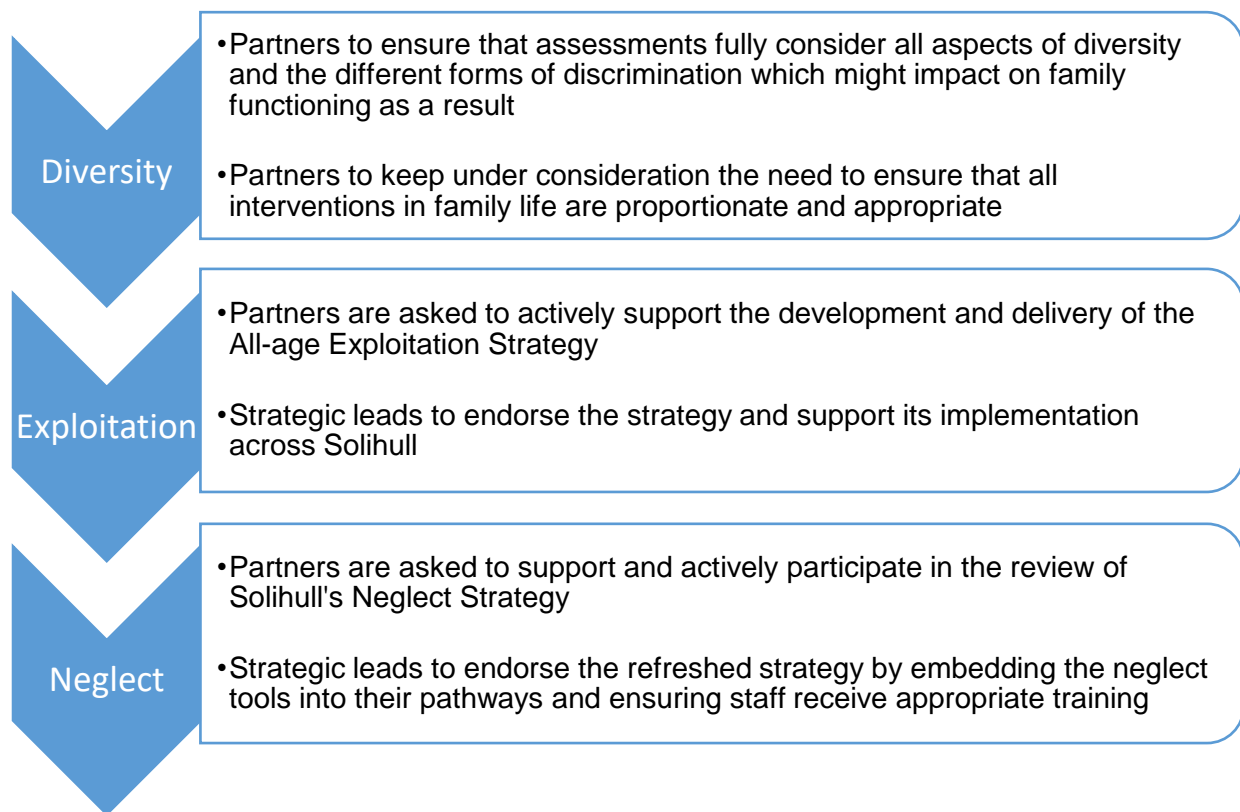 Diversity
•Partners to ensure that assessments fully consider all aspects of diversity
and the different forms of discrimination which might impact on family
functioning as a result
•Partners to keep under consideration the need to ensure that all
interventions in family life are proportionate and appropriate
Exploitation
•Partners are asked to actively support the development and delivery of the
All-age Exploitation Strategy
•Strategic leads to endorse the strategy and support its implementation
across Solihull
Neglect
•Partners are asked to support and actively participate in the review of
Solihull's Neglect Strategy
•Strategic leads to endorse the refreshed strategy by embedding the neglect
tools into their pathways and ensuring staff receive appropriate training